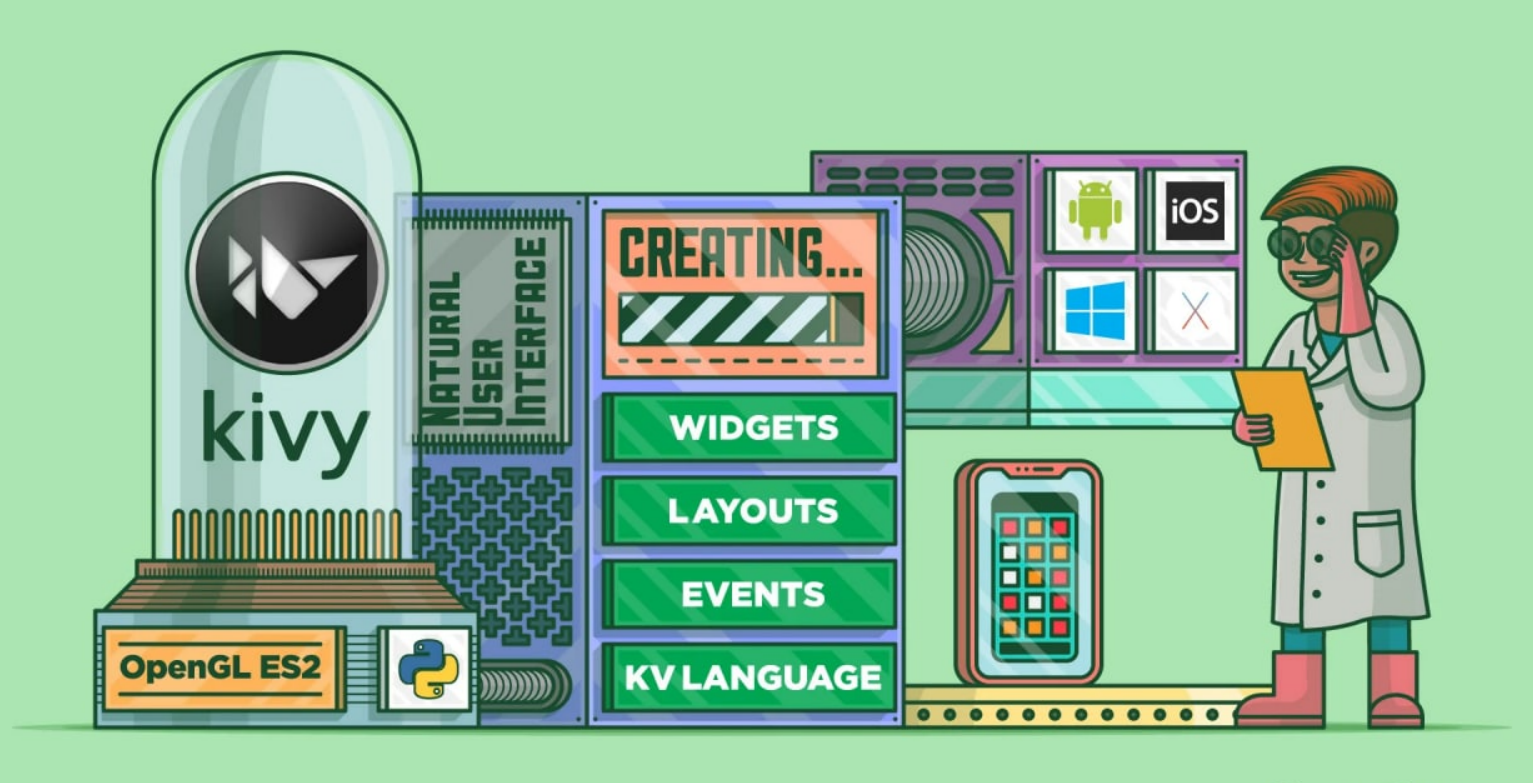 kivy
OpenGL ES2
NATURAL
USER
INTERFACE
CREATING...
WIDGETS
LAYOUTS
EVENTS
KV LANGUAGE
iOS
X